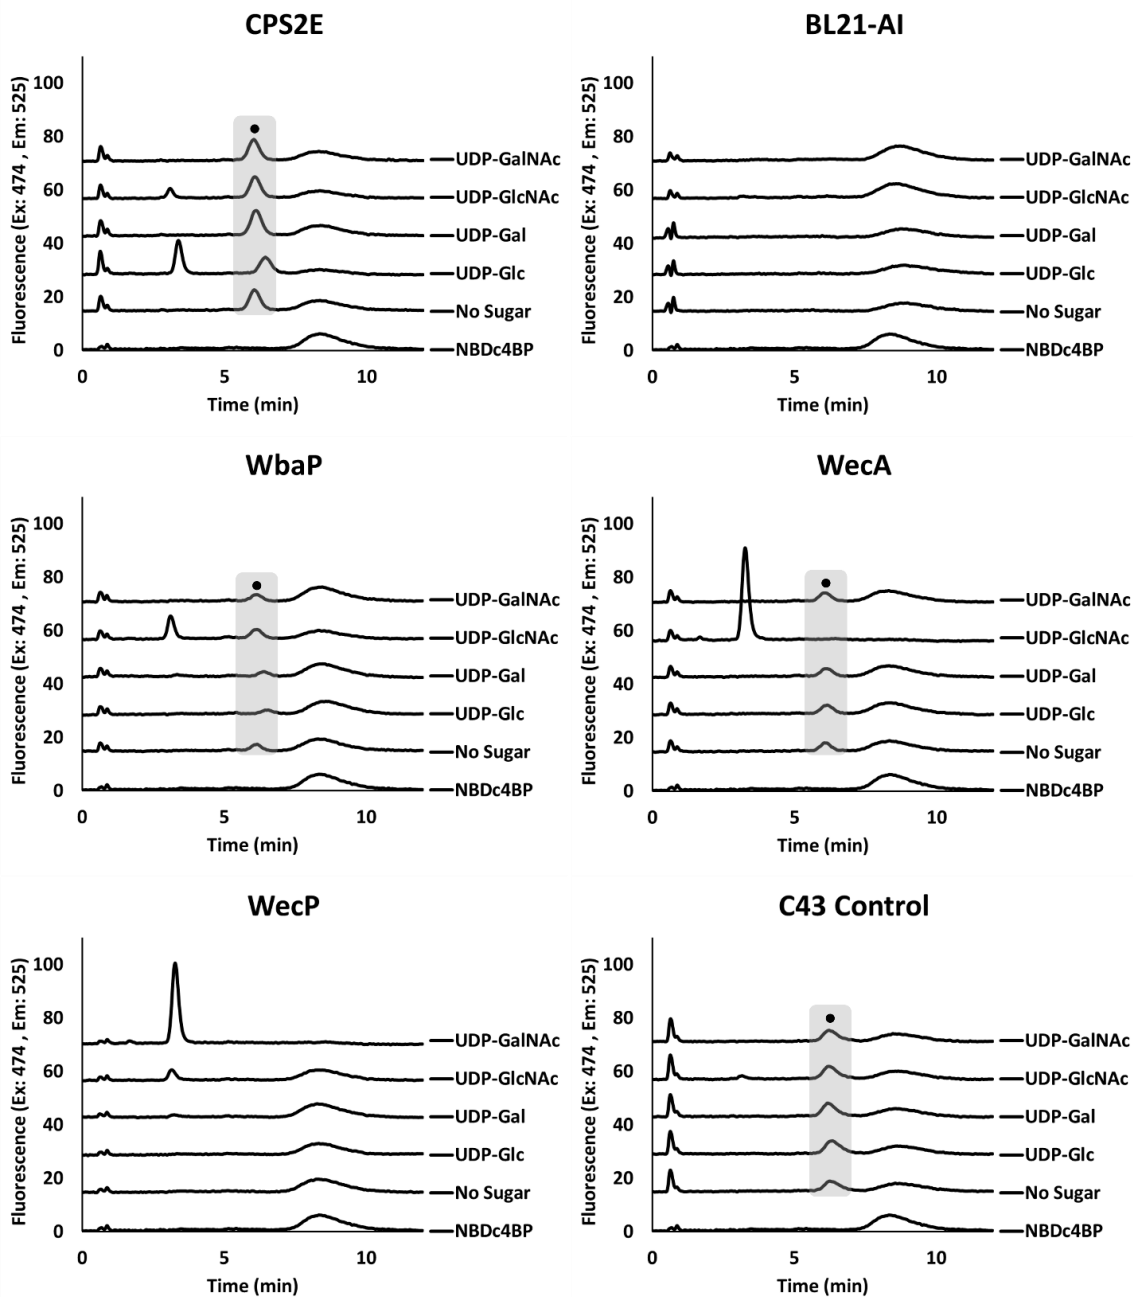 CPS2E
Fluorescence (Ex: 474 , Em: 525)
100
80
60
40
20
0
UDP-GalNAc
UDP-GlcNAc
UDP-Gal
UDP-Glc
No Sugar
NBDc4BP
0 5 10
Time (min)
BL21-AI
Fluorescence (Ex: 474 , Em: 525)
100
80
60
40
20
0
UDP-GalNAc
UDP-GlcNAc
UDP-Gal
UDP-Glc
No Sugar
NBDc4BP
0 5 10
Time (min)
WbaP
Fluorescence (Ex: 474 , Em: 525)
100
80
60
40
20
0
UDP-GalNAc
UDP-GlcNAc
UDP-Gal
UDP-Glc
No Sugar
NBDc4BP
0 5 10
Time (min)
WecA
Fluorescence (Ex: 474 , Em: 525)
100
80
60
40
20
0
UDP-GalNAc
UDP-GlcNAc
UDP-Gal
UDP-Glc
No Sugar
NBDc4BP
0 5 10
Time (min)
WecP
Fluorescence (Ex: 474 , Em: 525)
100
80
60
40
20
0
UDP-GalNAc
UDP-GlcNAc
UDP-Gal
UDP-Glc
No Sugar
NBDc4BP
0 5 10
Time (min)
C43 Control
Fluorescence (Ex: 474 , Em: 525)
100
80
60
40
20
0
UDP-GalNAc
UDP-GlcNAc
UDP-Gal
UDP-Glc
No Sugar
NBDc4BP
0 5 10
Time (min)